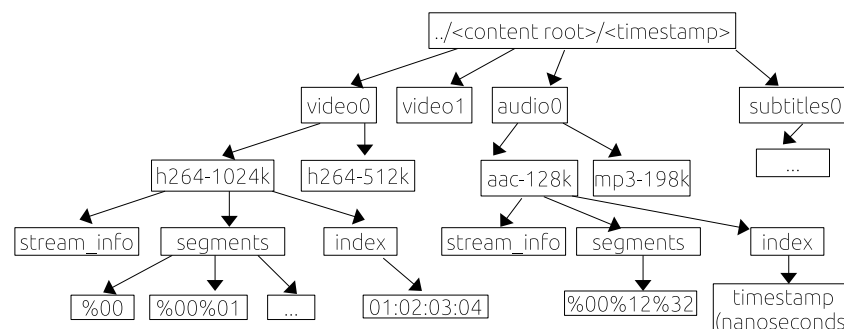 ../<content root>/<timestamp>
video0 video1 audio0 subtitles0
h264-1024k h264-512k aac-128k mp3-198k ...
stream_info segments index stream_info segments index
%00 %00%01 ... 01:02:03:04 %00%12%32 timestamp
(nanoseconds